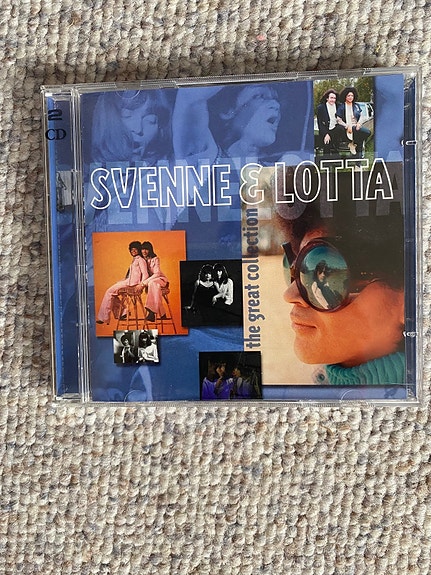 2
CD
SVENNE & LOTTA
the great collection